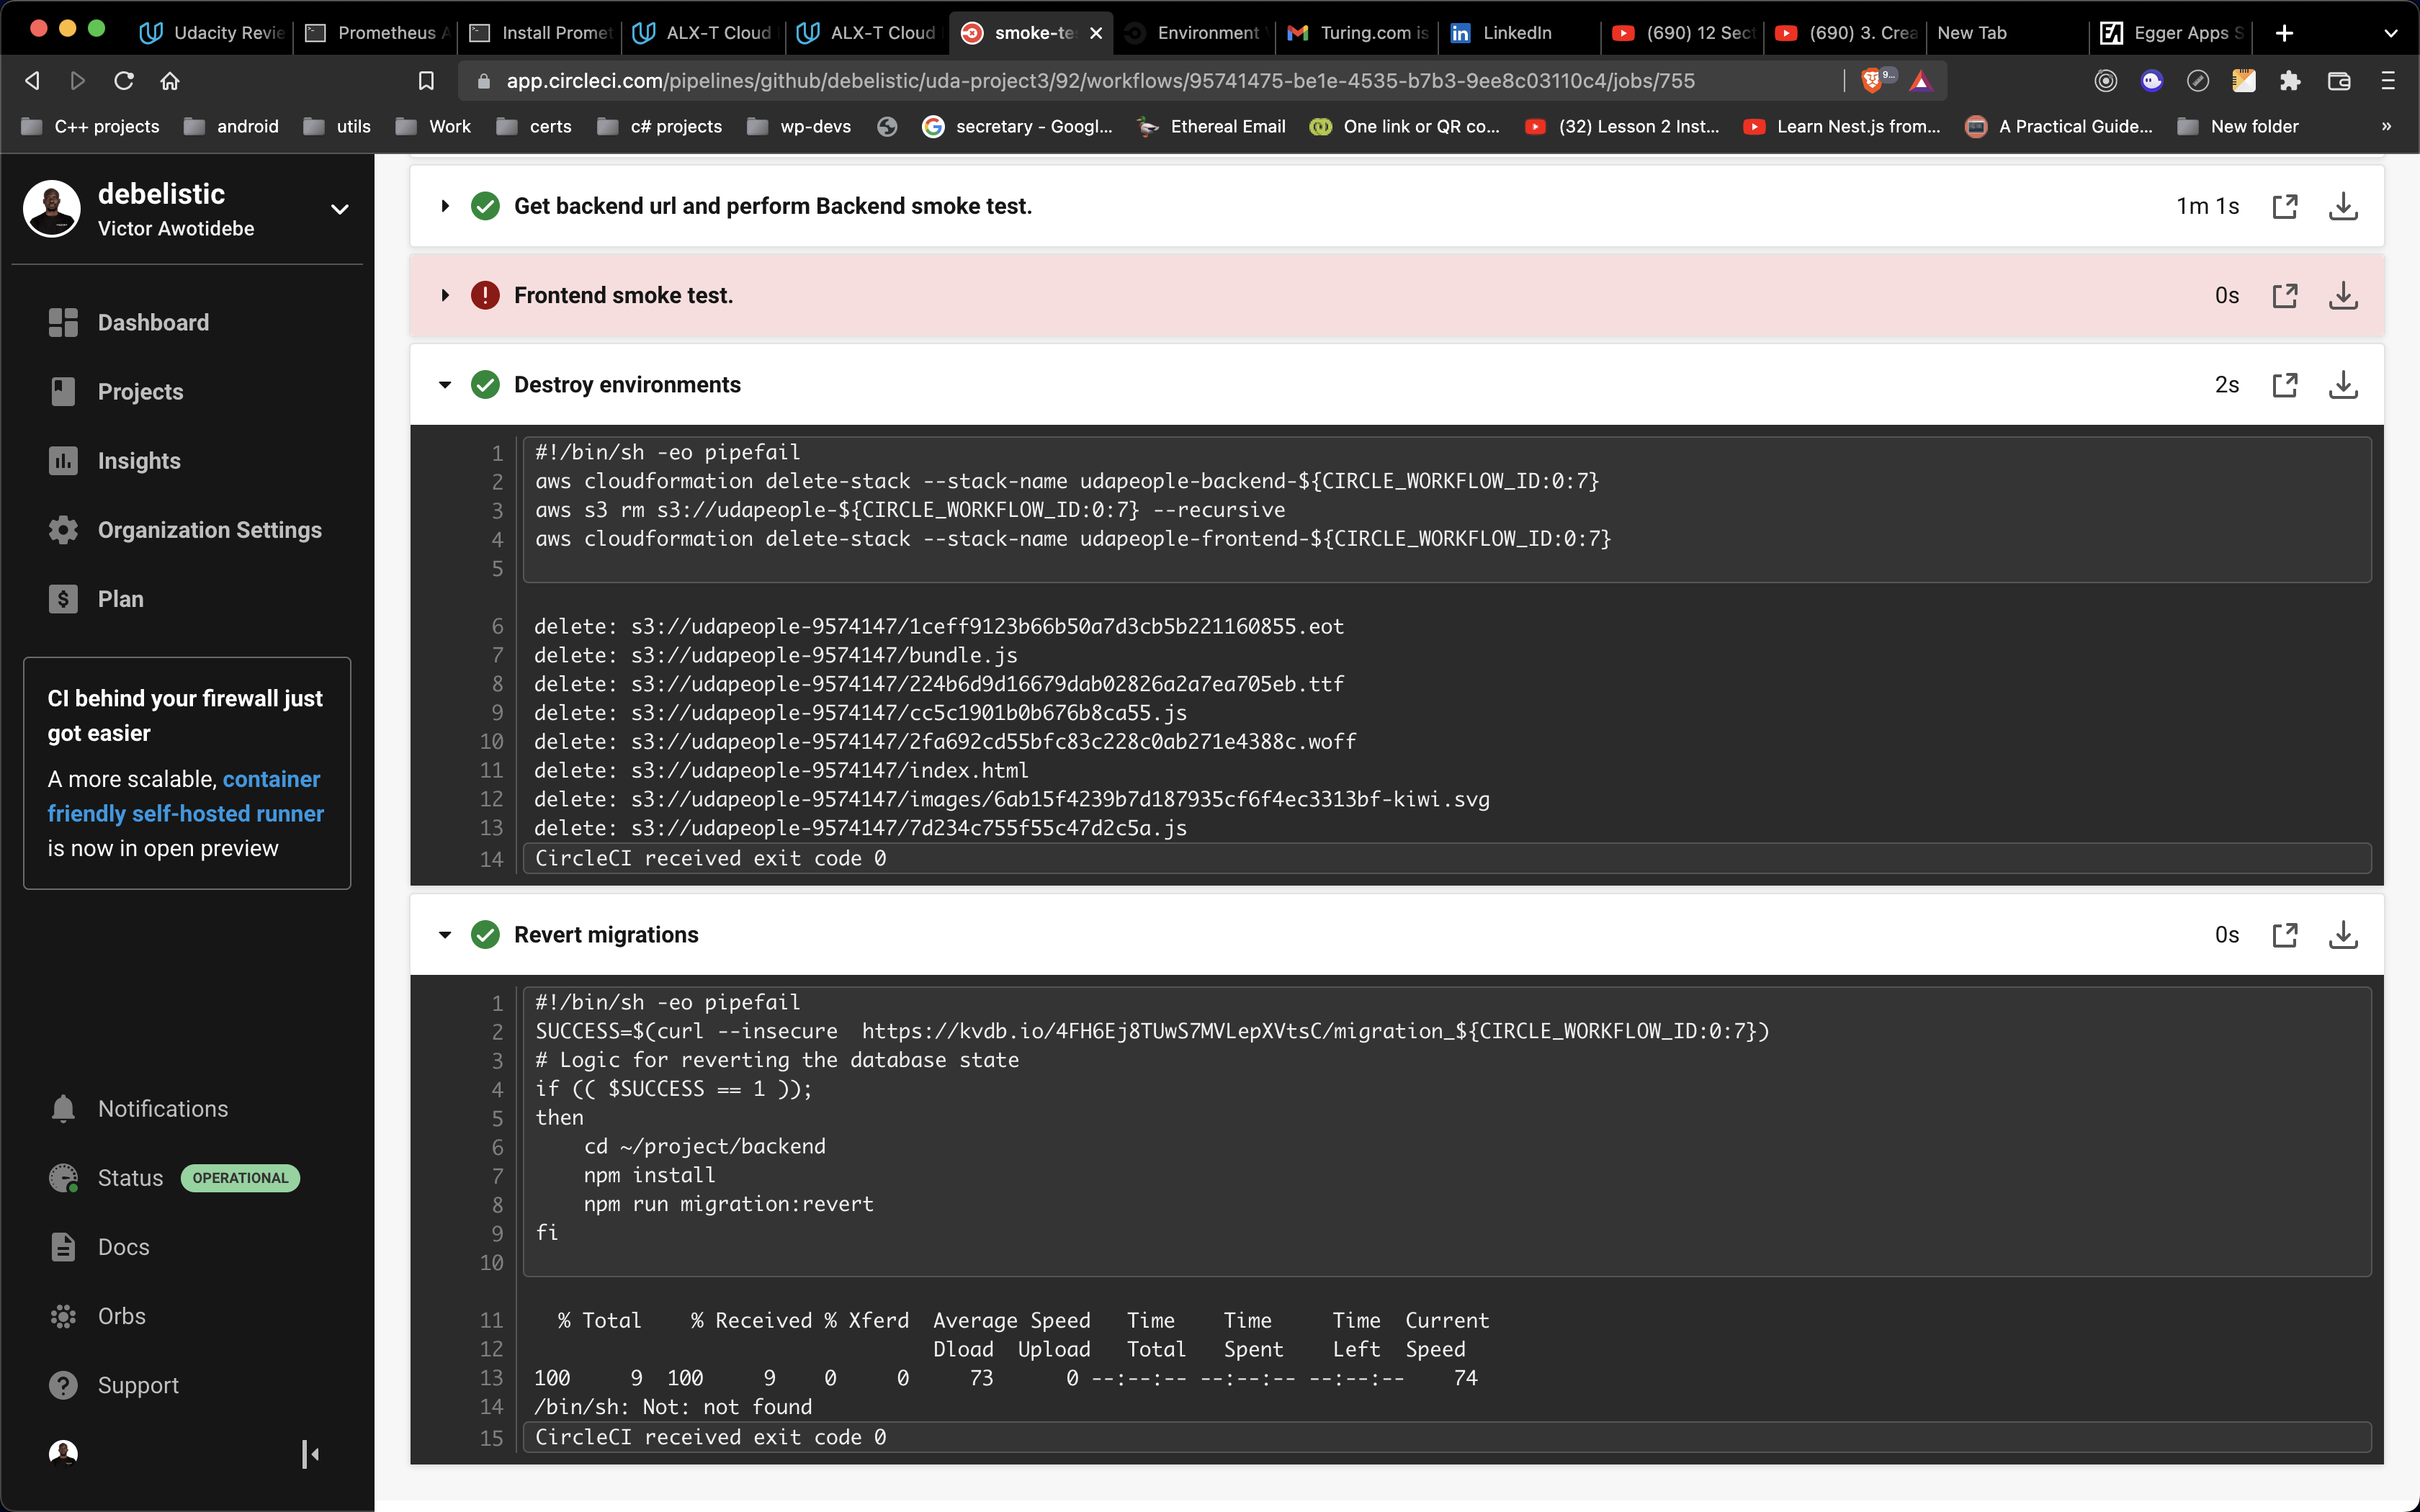 Udacity Revie
Prometheus A
Install Promet
ALX-T Cloud
ALX-T Cloud
smoke-te
Environment V
Turing.com is
LinkedIn
(690) 12 Sect
(690) 3. Crea
New Tab
Egger Apps S
app.circleci.com/pipelines/github/debelistic/uda-project3/92/workflows/95741475-be1e-4535-b7b3-9ee8c03110c4/jobs/755
C++ projects
android
utils
Work
certs
c# projects
wp-devs
secretary - Googl...
Ethereal Email
One link or QR co...
(32) Lesson 2 Inst...
Learn Nest.js from...
A Practical Guide...
New folder
»
debelistic
Victor Awotidebe
Dashboard
Projects
Insights
Organization Settings
Plan
CI behind your firewall just
got easier
A more scalable, container
friendly self-hosted runner
is now in open preview
Notifications
Status OPERATIONAL
Docs
Orbs
Support
Get backend url and perform Backend smoke test. 1m 1s
Frontend smoke test. 0s
Destroy environments 2s
1 #!/bin/sh -eo pipefail
2 aws cloudformation delete-stack --stack-name udapeople-backend-${CIRCLE_WORKFLOW_ID:0:7}
3 aws s3 rm s3://udapeople-${CIRCLE_WORKFLOW_ID:0:7} --recursive
4 aws cloudformation delete-stack --stack-name udapeople-frontend-${CIRCLE_WORKFLOW_ID:0:7}
5
6 delete: s3://udapeople-9574147/1ceff9123b66b50a7d3cb5b221160855.eot
7 delete: s3://udapeople-9574147/bundle.js
8 delete: s3://udapeople-9574147/224b6d9d16679dab02826a2a7ea705eb.ttf
9 delete: s3://udapeople-9574147/cc5c1901b0b676b8ca55.js
10 delete: s3://udapeople-9574147/2fa692cd55bfc83c228c0ab271e4388c.woff
11 delete: s3://udapeople-9574147/index.html
12 delete: s3://udapeople-9574147/images/6ab15f4239b7d187935cf6f4ec3313bf-kiwi.svg
13 delete: s3://udapeople-9574147/7d234c755f55c47d2c5a.js
14 CircleCI received exit code 0
Revert migrations 0s
1 #!/bin/sh -eo pipefail
2 SUCCESS=$(curl --insecure  https://kvdb.io/4FH6Ej8TUwS7MVLepXVtsC/migration_${CIRCLE_WORKFLOW_ID:0:7})
3 # Logic for reverting the database state
4 if (( $SUCCESS == 1 ));
5 then
6     cd ~/project/backend
7     npm install
8     npm run migration:revert
9 fi
10
11   % Total    % Received % Xferd  Average Speed   Time    Time     Time  Current
12                                  Dload  Upload   Total   Spent    Left  Speed
13 100     9  100     9    0     0     73      0 --:--:-- --:--:-- --:--:--    74
14 /bin/sh: Not: not found
15 CircleCI received exit code 0